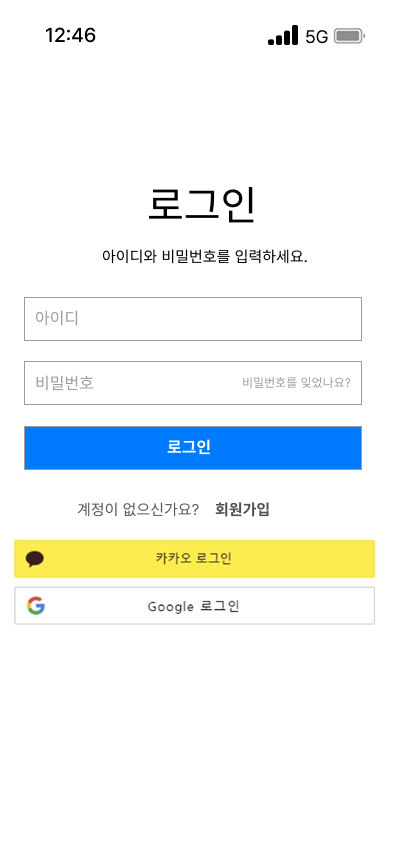 12:46 5G
로그인
아이디와 비밀번호를 입력하세요.
아이디
비밀번호 비밀번호를 잊었나요?
로그인
계정이 없으신가요? 회원가입
카카오 로그인
Google 로그인